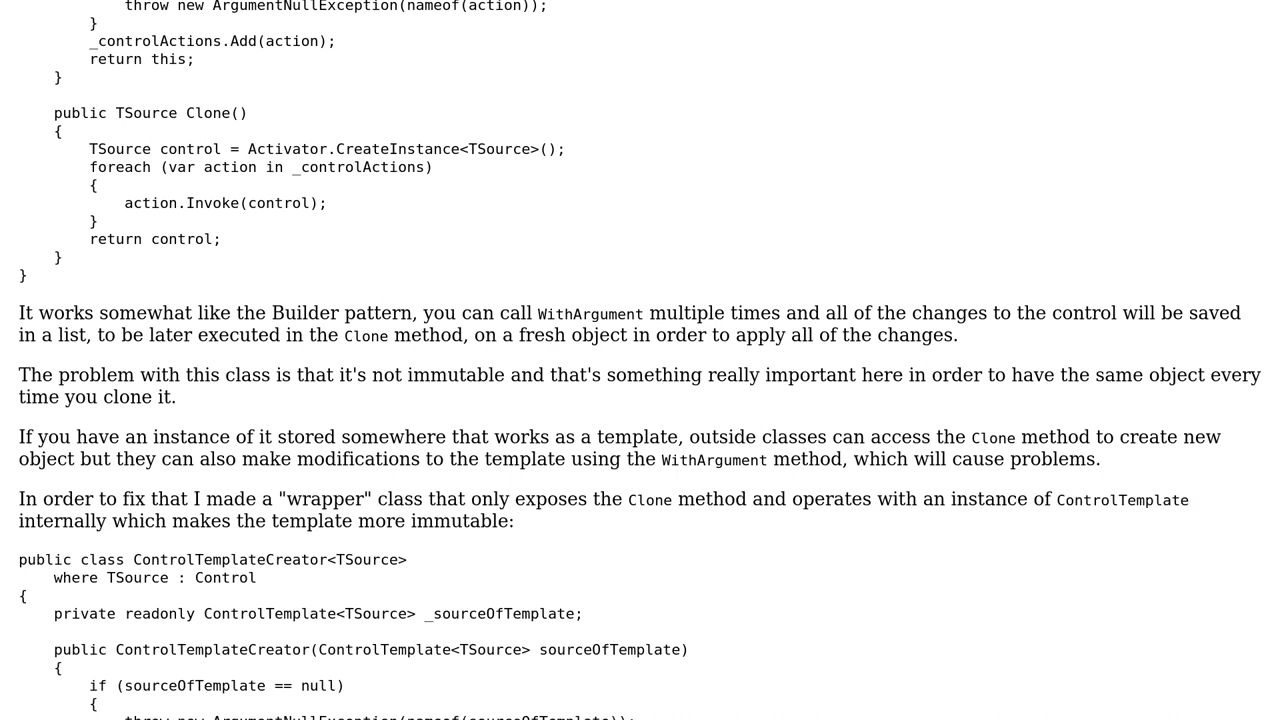 throw new ArgumentNullException(nameof(action));
        }
        _controlActions.Add(action);
        return this;
    }

    public TSource Clone()
    {
        TSource control = Activator.CreateInstance<TSource>();
        foreach (var action in _controlActions)
        {
            action.Invoke(control);
        }
        return control;
    }
}
It works somewhat like the Builder pattern, you can call WithArgument multiple times and all of the changes to the control will be saved
in a list, to be later executed in the Clone method, on a fresh object in order to apply all of the changes.
The problem with this class is that it's not immutable and that's something really important here in order to have the same object every
time you clone it.
If you have an instance of it stored somewhere that works as a template, outside classes can access the Clone method to create new
object but they can also make modifications to the template using the WithArgument method, which will cause problems.
In order to fix that I made a "wrapper" class that only exposes the Clone method and operates with an instance of ControlTemplate
internally which makes the template more immutable:
public class ControlTemplateCreator<TSource>
    where TSource : Control
{
    private readonly ControlTemplate<TSource> _sourceOfTemplate;

    public ControlTemplateCreator(ControlTemplate<TSource> sourceOfTemplate)
    {
        if (sourceOfTemplate == null)
        {
            throw new ArgumentNullException(nameof(sourceOfTemplate));